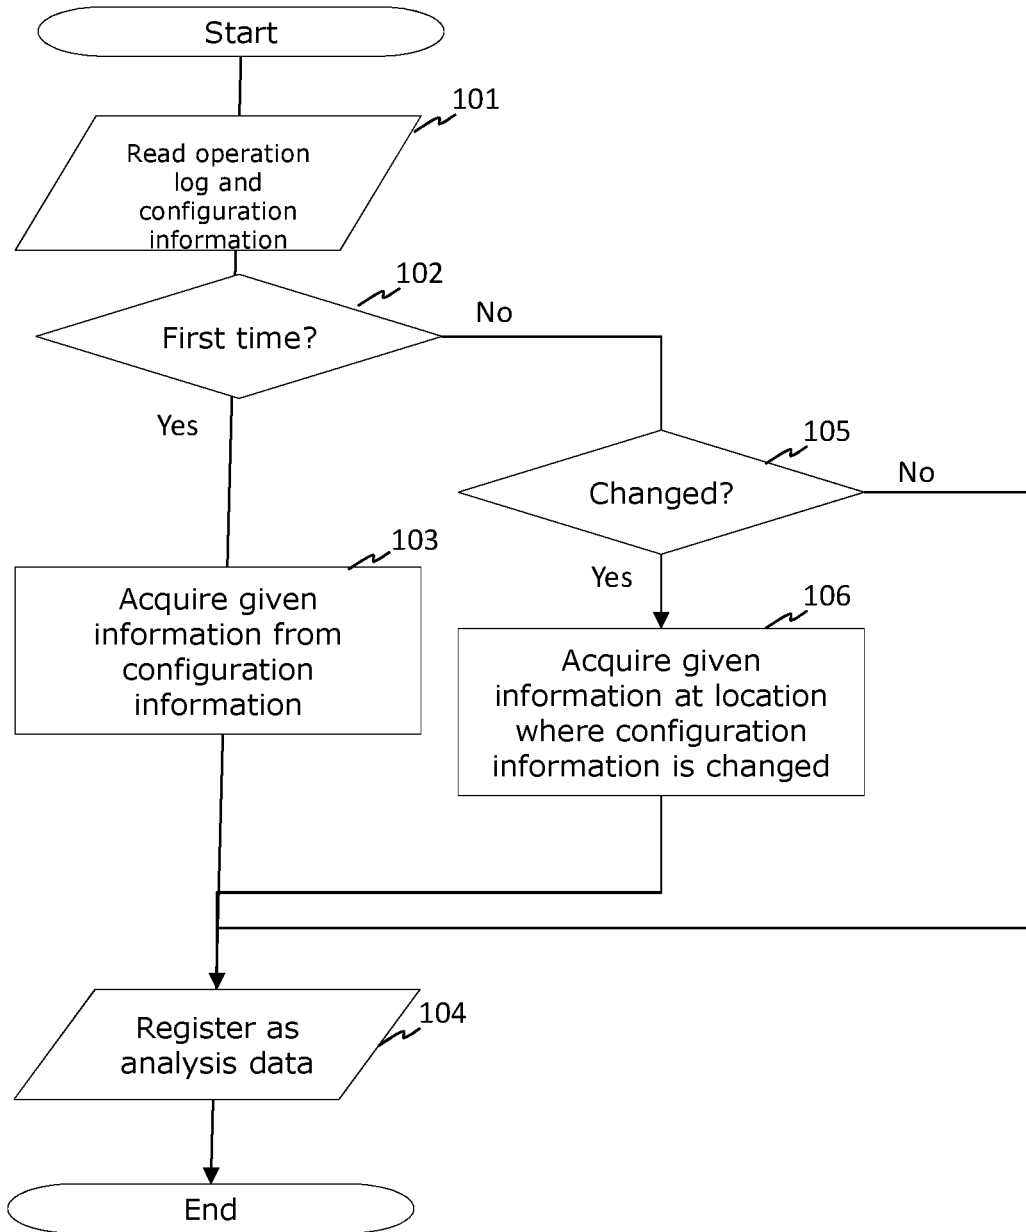 Start
101
Read operation
log and
configuration
information
102
First time?
No
Yes
105
Changed?
No
103
Yes
Acquire given
information from
configuration
information
106
Acquire given
information at location
where configuration
information is changed
104
Register as
analysis data
End